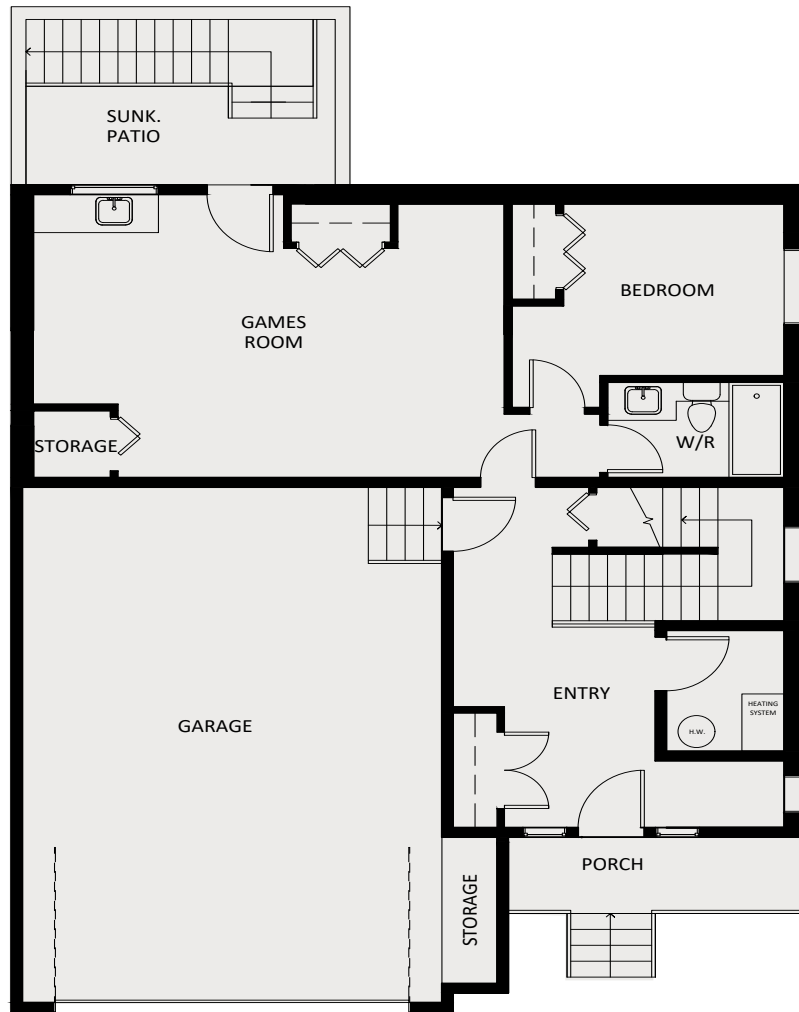 SUNK.
PATIO
BEDROOM
GAMES
ROOM
STORAGE
W/R
ENTRY
HEATING
SYSTEM
H.W.
GARAGE
PORCH
STORAGE